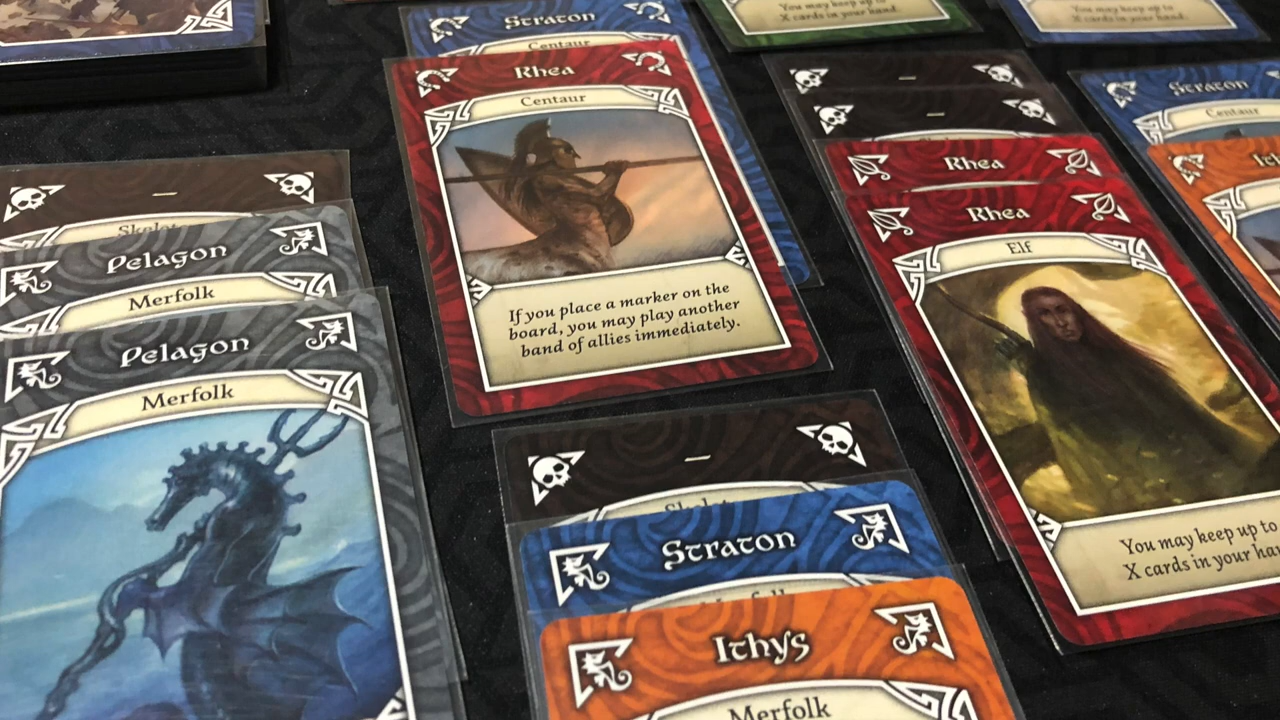 Straton
Centaur
Rhea
Centaur
If you place a marker on the
board, you may play another
band of allies immediately.
You may keep up to
X cards in your hand.
You may keep up to
X cards in your hand.
–
–
Rhea
Rhea
Elf
You may keep up to
X cards in your
Straton
Centaur
–
Pelagon
Merfolk
Pelagon
Merfolk
–
Straton
Ithys
Merfolk